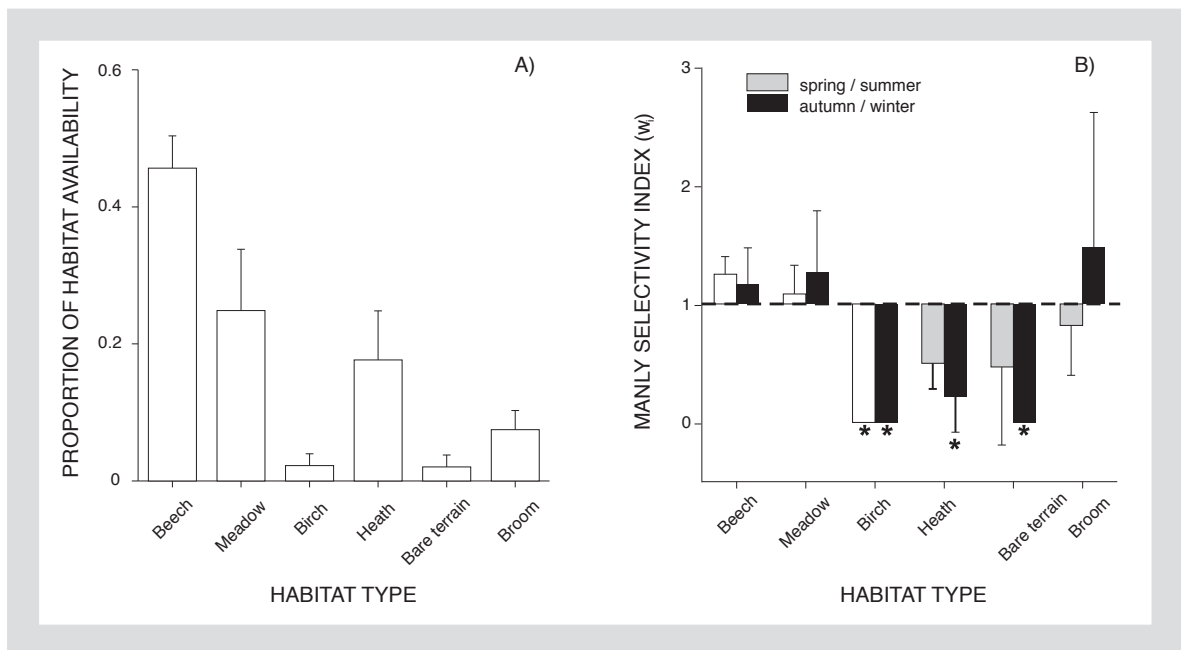 A)
PROPORTION OF HABITAT AVAILABILITY
0.6
0.4
0.2
0
Beech
Meadow
Birch
Heath
Bare terrain
Broom
HABITAT TYPE
B)
MANLY SELECTIVITY INDEX (wi)
3
2
1
0
spring / summer
autumn / winter
* *
*
*
Beech
Meadow
Birch
Heath
Bare terrain
Broom
HABITAT TYPE